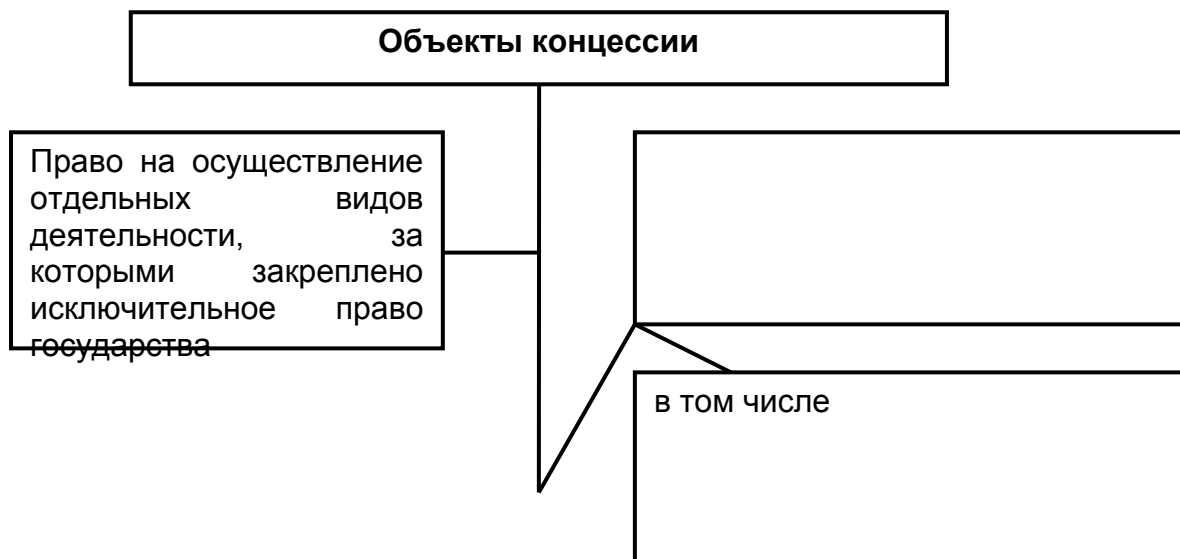 Объекты концессии
Право на осуществление
отдельных видов
деятельности, за
которыми закреплено
исключительное право
государства
в том числе